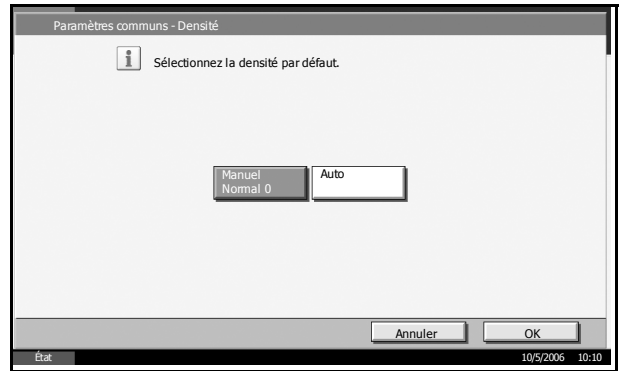 Paramètres communs - Densité
Sélectionnez la densité par défaut.
Manuel
Normal 0
Auto
Annuler
OK
État
10/5/2006 10:10